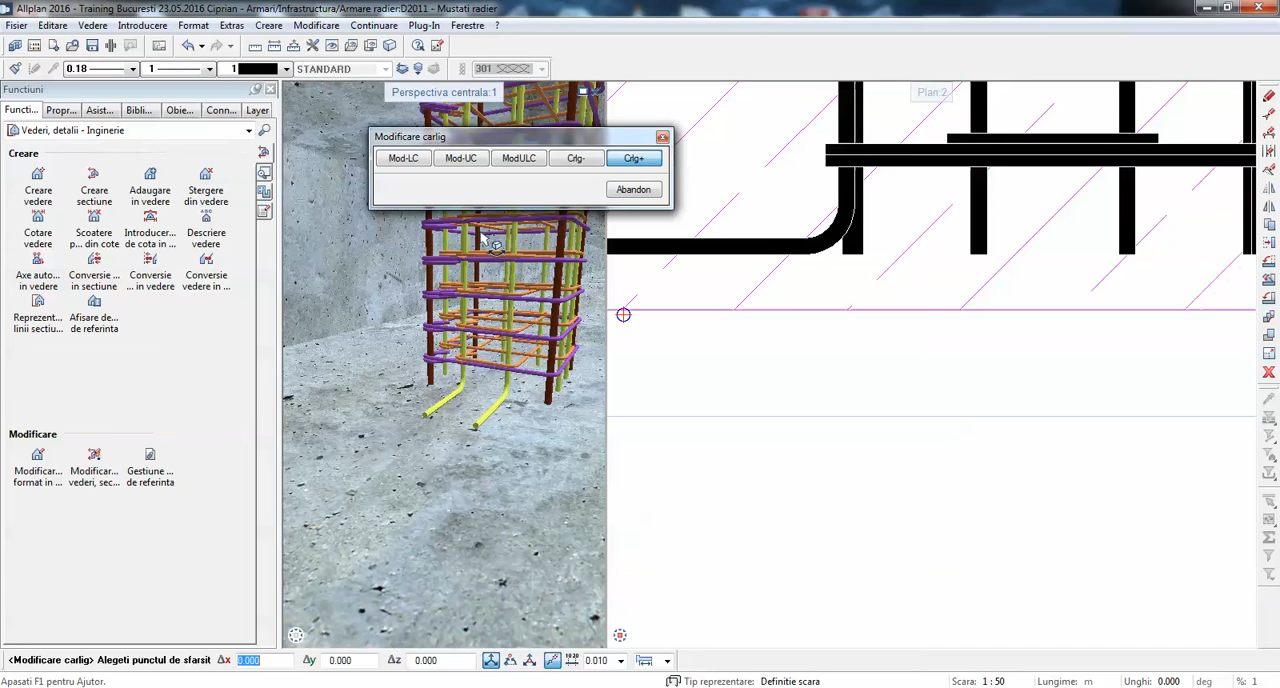 Allplan 2016 - Training Bucuresti 23.05.2016 Ciprian - Armari/Infrastructura/Armare radier:D2011 - Mustati radier
Fisier Editare Vedere Introducere Format Extras Creare Modificare Continuare Plug-In Ferestre ?
0.18 1 1 STANDARD 301
Functiuni
Functi... Propr... Asist... Bibli... Obie... Conn... Layer
Vederi, detalii - Inginerie
Creare
Creare vedere
Creare sectiune
Adaugare in vedere
Stergere din vedere
Cotare vedere
Scoatere p... din cote
Introducer... de cota in ...
Descriere vedere
Axe auto... in vedere
Conversie ... in sectiune
Conversie ... in vedere
Conversie vedere in ...
Reprezent... linii sectiu...
Afisare de... de referinta
Modificare
Modificar... format in ...
Modificar... vederi, sec...
Gestiune ... de referinta
Perspectiva centrala:1
Plan:2
Modificare carlig
Mod-LC Mod-UC ModULC Crlg- Crlg+
Abandon
<Modificare carlig> Alegeti punctul de sfarsit Δx 0.000 Δy 0.000 Δz 0.000 0.010
Apasati F1 pentru Ajutor. Tip reprezentare: Definitie scara Scara: 1 : 50 Lungime: m Unghi: 0.000 deg %: 1